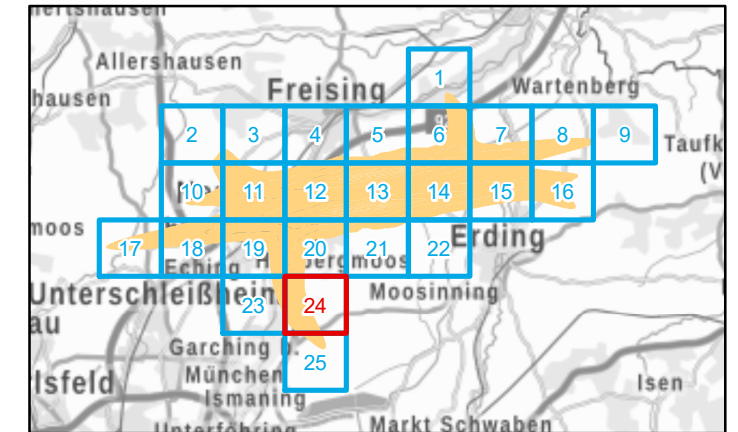 Allershausen
1
hausen
Freising
Wartenberg
2 3 4 5 6 7 8 9
Taufk
(V
10 11 12 13 14 15 16
moos
17 18 19 20 21 22
Erding
Eching
Unterschleißheim
23 24
Moosinning
au
Garching b.
25
lsfeld
München
Isen
Ismaning
Markt Schwaben
Unterföhring